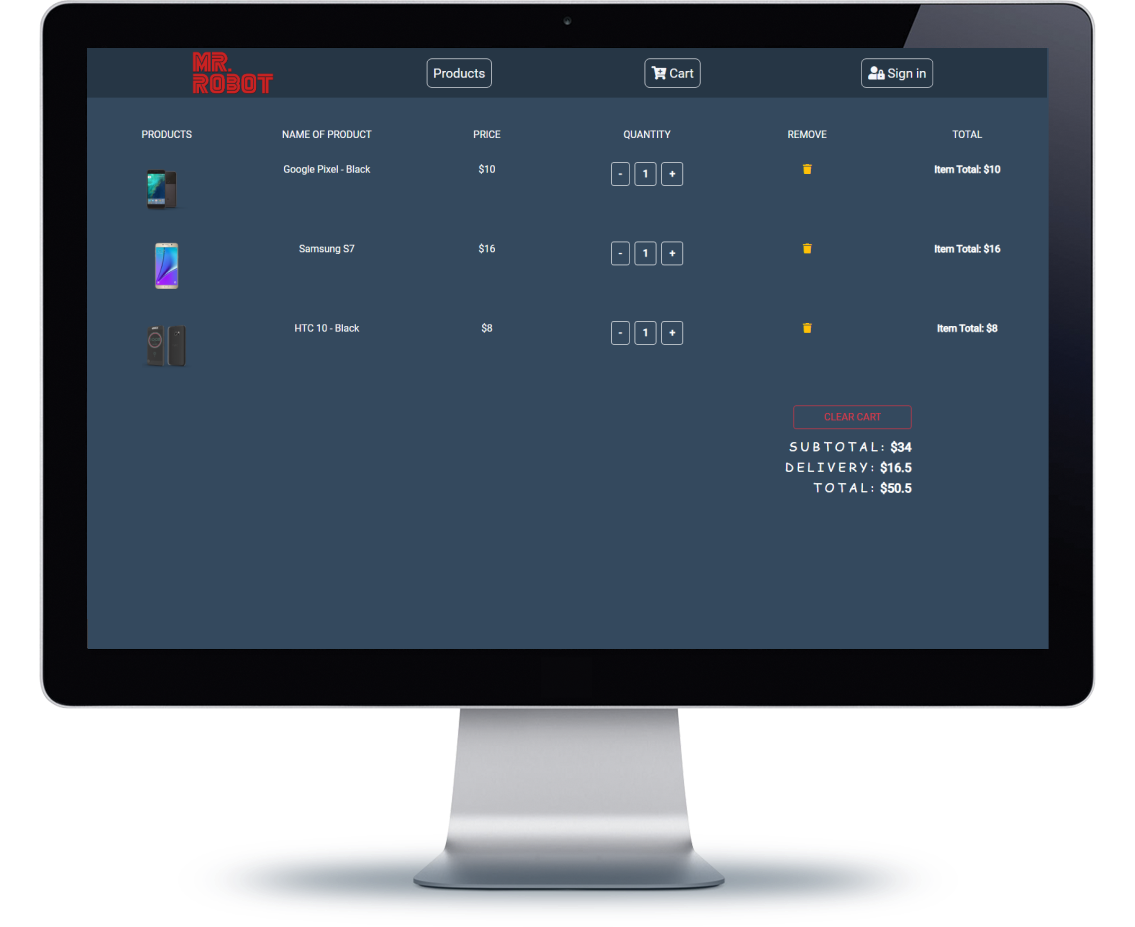 MR.
ROBOT
Products
Cart
Sign in
PRODUCTS NAME OF PRODUCT PRICE QUANTITY REMOVE TOTAL
Google Pixel - Black $10 - 1 + Item Total: $10
Samsung S7 $16 - 1 + Item Total: $16
HTC 10 - Black $8 - 1 + Item Total: $8
CLEAR CART
SUBTOTAL: $34
DELIVERY: $16.5
TOTAL: $50.5